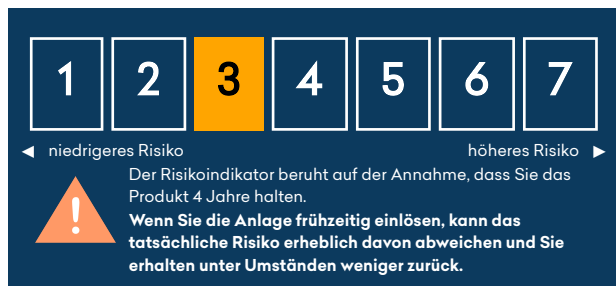 1 2 3 4 5 6 7
◄ niedrigeres Risiko höheres Risiko ►
Der Risikoindikator beruht auf der Annahme, dass Sie das
Produkt 4 Jahre halten.
Wenn Sie die Anlage frühzeitig einlösen, kann das
tatsächliche Risiko erheblich davon abweichen und Sie
erhalten unter Umständen weniger zurück.